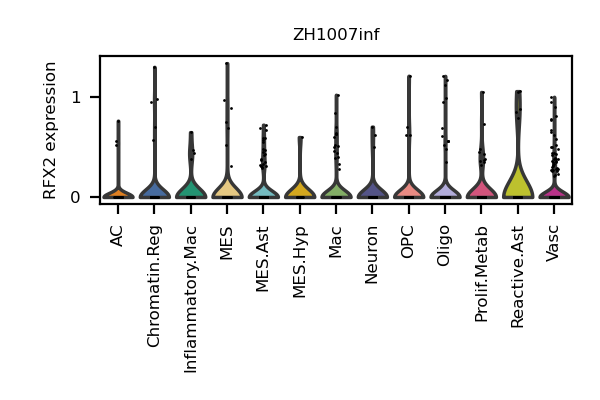 ZH1007inf
RFX2 expression
1
0
AC
Chromatin.Reg
Inflammatory.Mac
MES
MES.Ast
MES.Hyp
Mac
Neuron
OPC
Oligo
Prolif.Metab
Reactive.Ast
Vasc